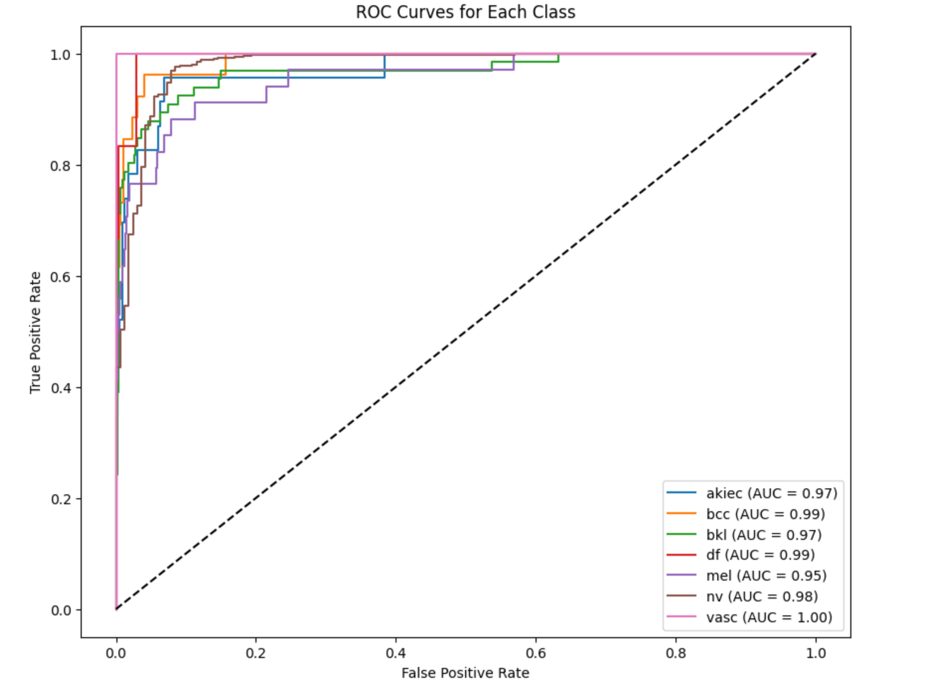 ROC Curves for Each Class
1.0
0.8
0.6
0.4
0.2
0.0
True Positive Rate
akiec (AUC = 0.97)
bcc (AUC = 0.99)
bkl (AUC = 0.97)
df (AUC = 0.99)
mel (AUC = 0.95)
nv (AUC = 0.98)
vasc (AUC = 1.00)
0.0 0.2 0.4 0.6 0.8 1.0
False Positive Rate